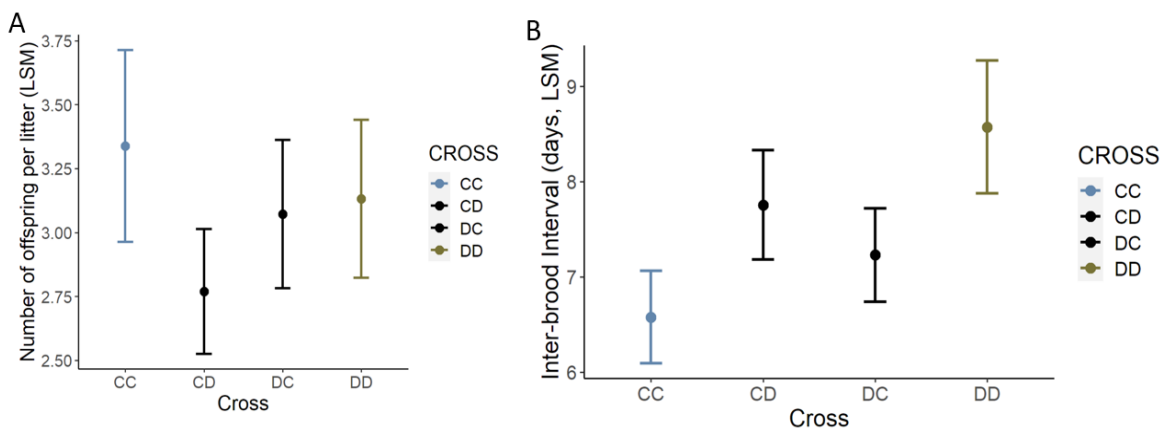 A
Number of offspring per litter (LSM)
3.75
3.50
3.25
3.00
2.75
2.50
CC CD DC DD
Cross
CROSS
CC
CD
DC
DD
B
Inter-brood Interval (days, LSM)
9
8
7
6
CC CD DC DD
Cross
CROSS
CC
CD
DC
DD